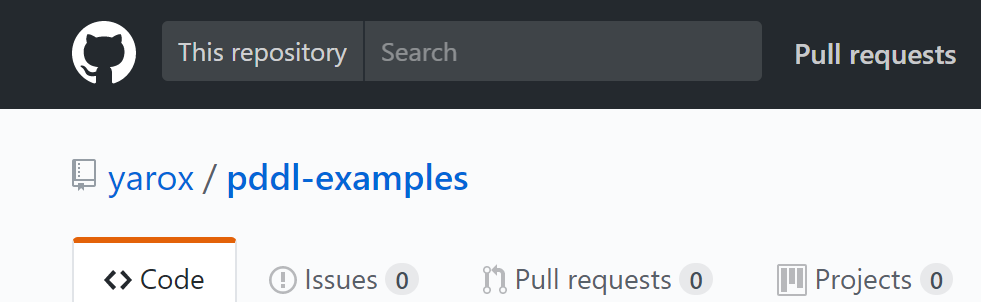 This repository Search Pull requests
yarox / pddl-examples
Code Issues 0 Pull requests 0 Projects 0